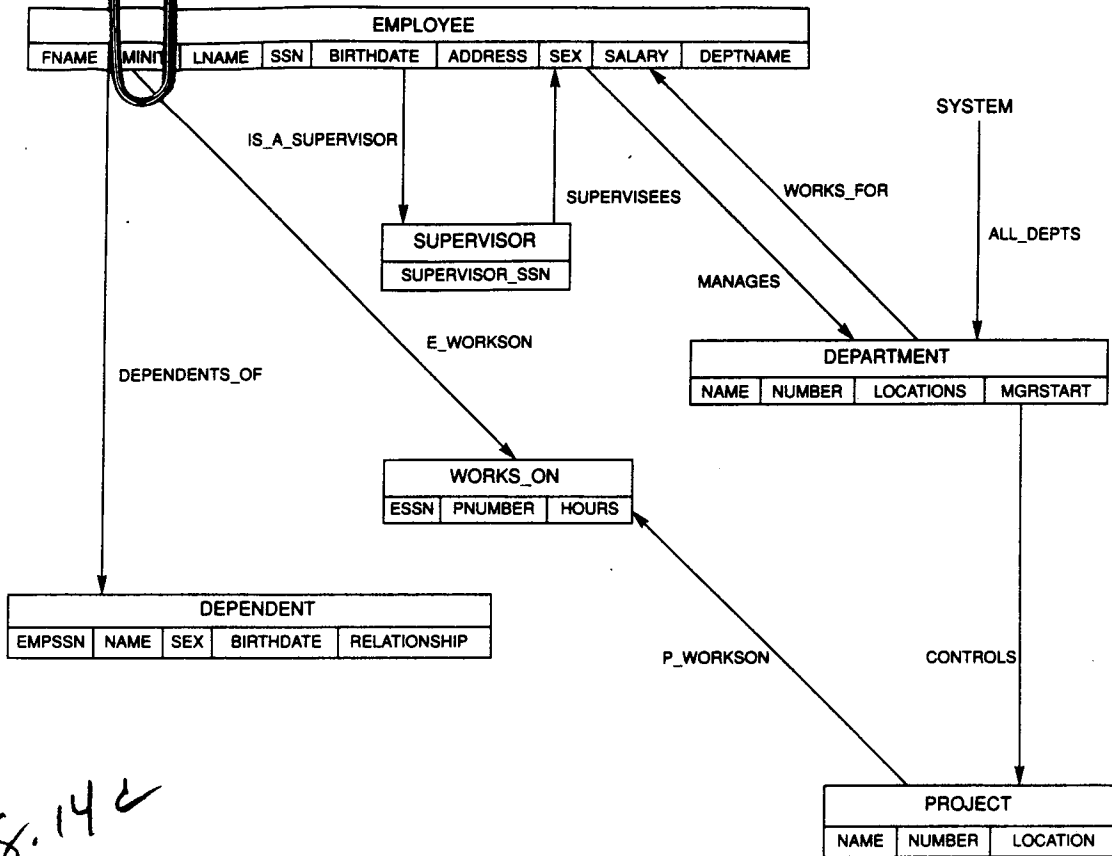 EMPLOYEE
FNAME MINIT LNAME SSN BIRTHDATE ADDRESS SEX SALARY DEPTNAME
SYSTEM
IS_A_SUPERVISOR
SUPERVISEES
WORKS_FOR
ALL_DEPTS
SUPERVISOR
SUPERVISOR_SSN
MANAGES
E_WORKSON
DEPARTMENT
NAME NUMBER LOCATIONS MGRSTART
DEPENDENTS_OF
WORKS_ON
ESSN PNUMBER HOURS
DEPENDENT
EMPSSN NAME SEX BIRTHDATE RELATIONSHIP
P_WORKSON
CONTROLS
PROJECT
NAME NUMBER LOCATION